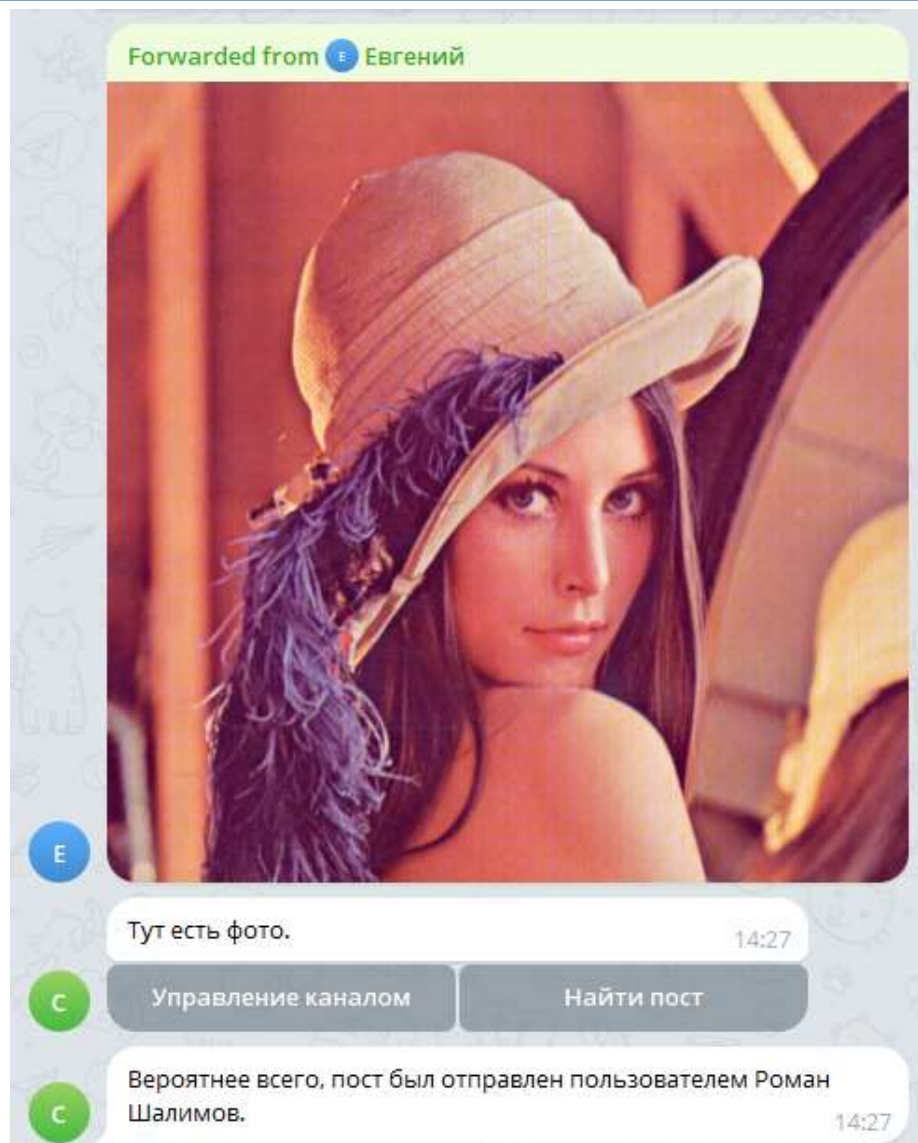 Forwarded from Е Евгений
Е
Тут есть фото.
14:27
С
Управление каналом
Найти пост
Вероятнее всего, пост был отправлен пользователем Роман
Шалимов.
С
14:27